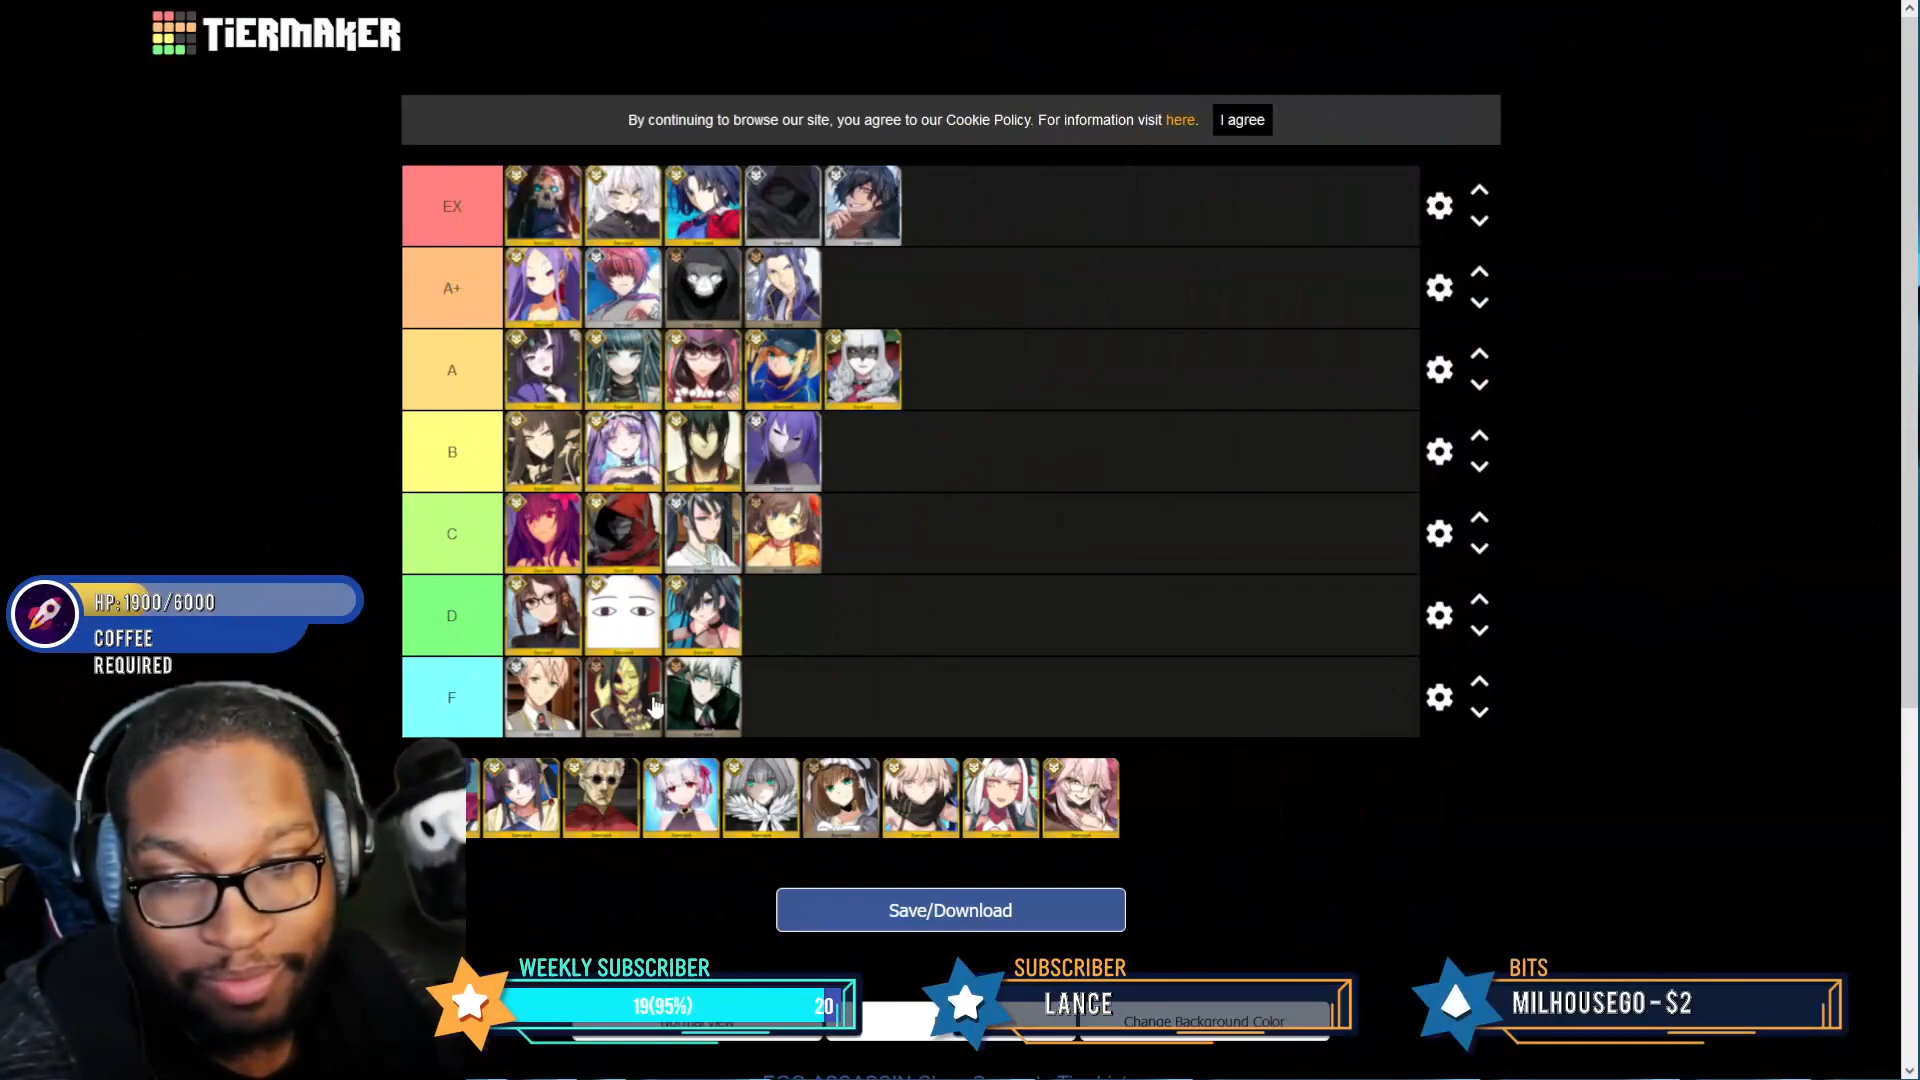 TIERMAKER
By continuing to browse our site, you agree to our Cookie Policy. For information visit here. I agree
EX
A+
A
B
C
D
F
HP: 1900/6000
COFFEE
REQUIRED
Save/Download
WEEKLY SUBSCRIBER
19(95%) 20
SUBSCRIBER
LANCE
BITS
MILHOUSEGO - $2
Normal View
Change Background Color